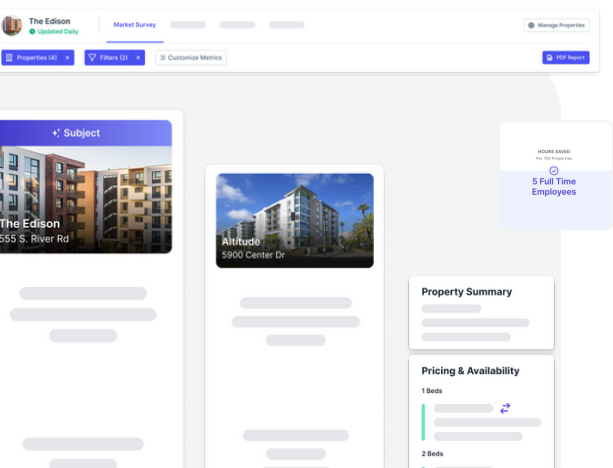 The Edison
Updated Daily
Market Survey
Manage Properties
Properties (4) ×
Filters (2) ×
Customize Metrics
PDF Report
Subject
The Edison
555 S. River Rd
Altitude
5900 Center Dr
HOURS SAVED
Per 100 Properties
5 Full Time
Employees
Property Summary
Pricing & Availability
1 Beds
2 Beds